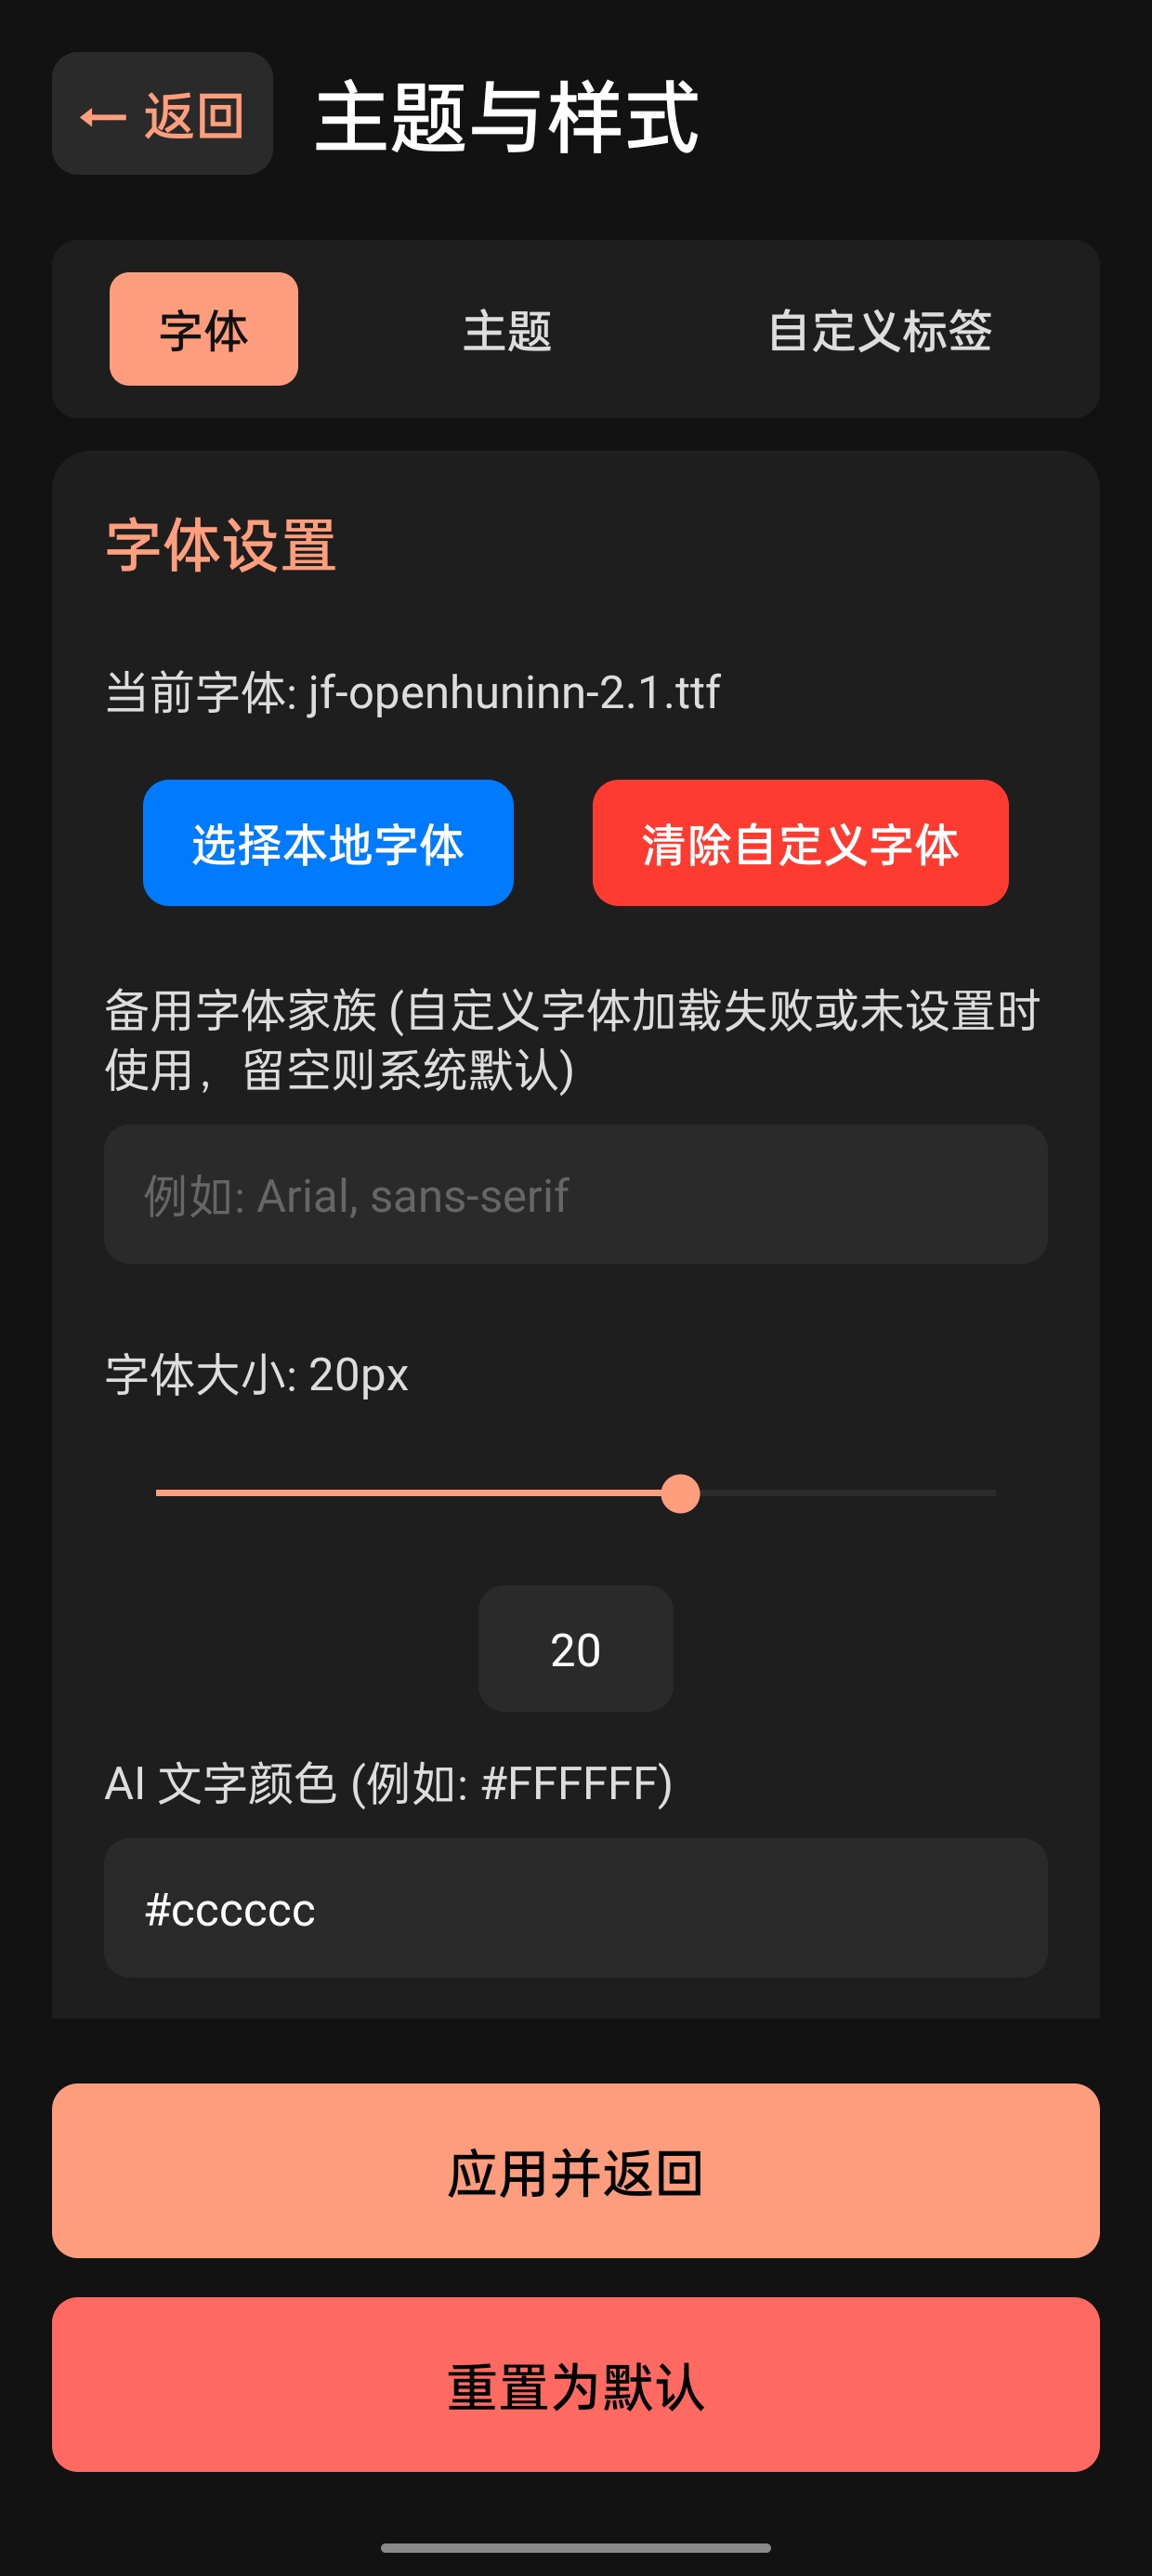 ← 返回
主题与样式
字体
主题
自定义标签
字体设置
当前字体: jf-openhuninn-2.1.ttf
选择本地字体
清除自定义字体
备用字体家族 (自定义字体加载失败或未设置时
使用，留空则系统默认)
例如: Arial, sans-serif
字体大小: 20px
20
AI 文字颜色 (例如: #FFFFFF)
#cccccc
应用并返回
重置为默认